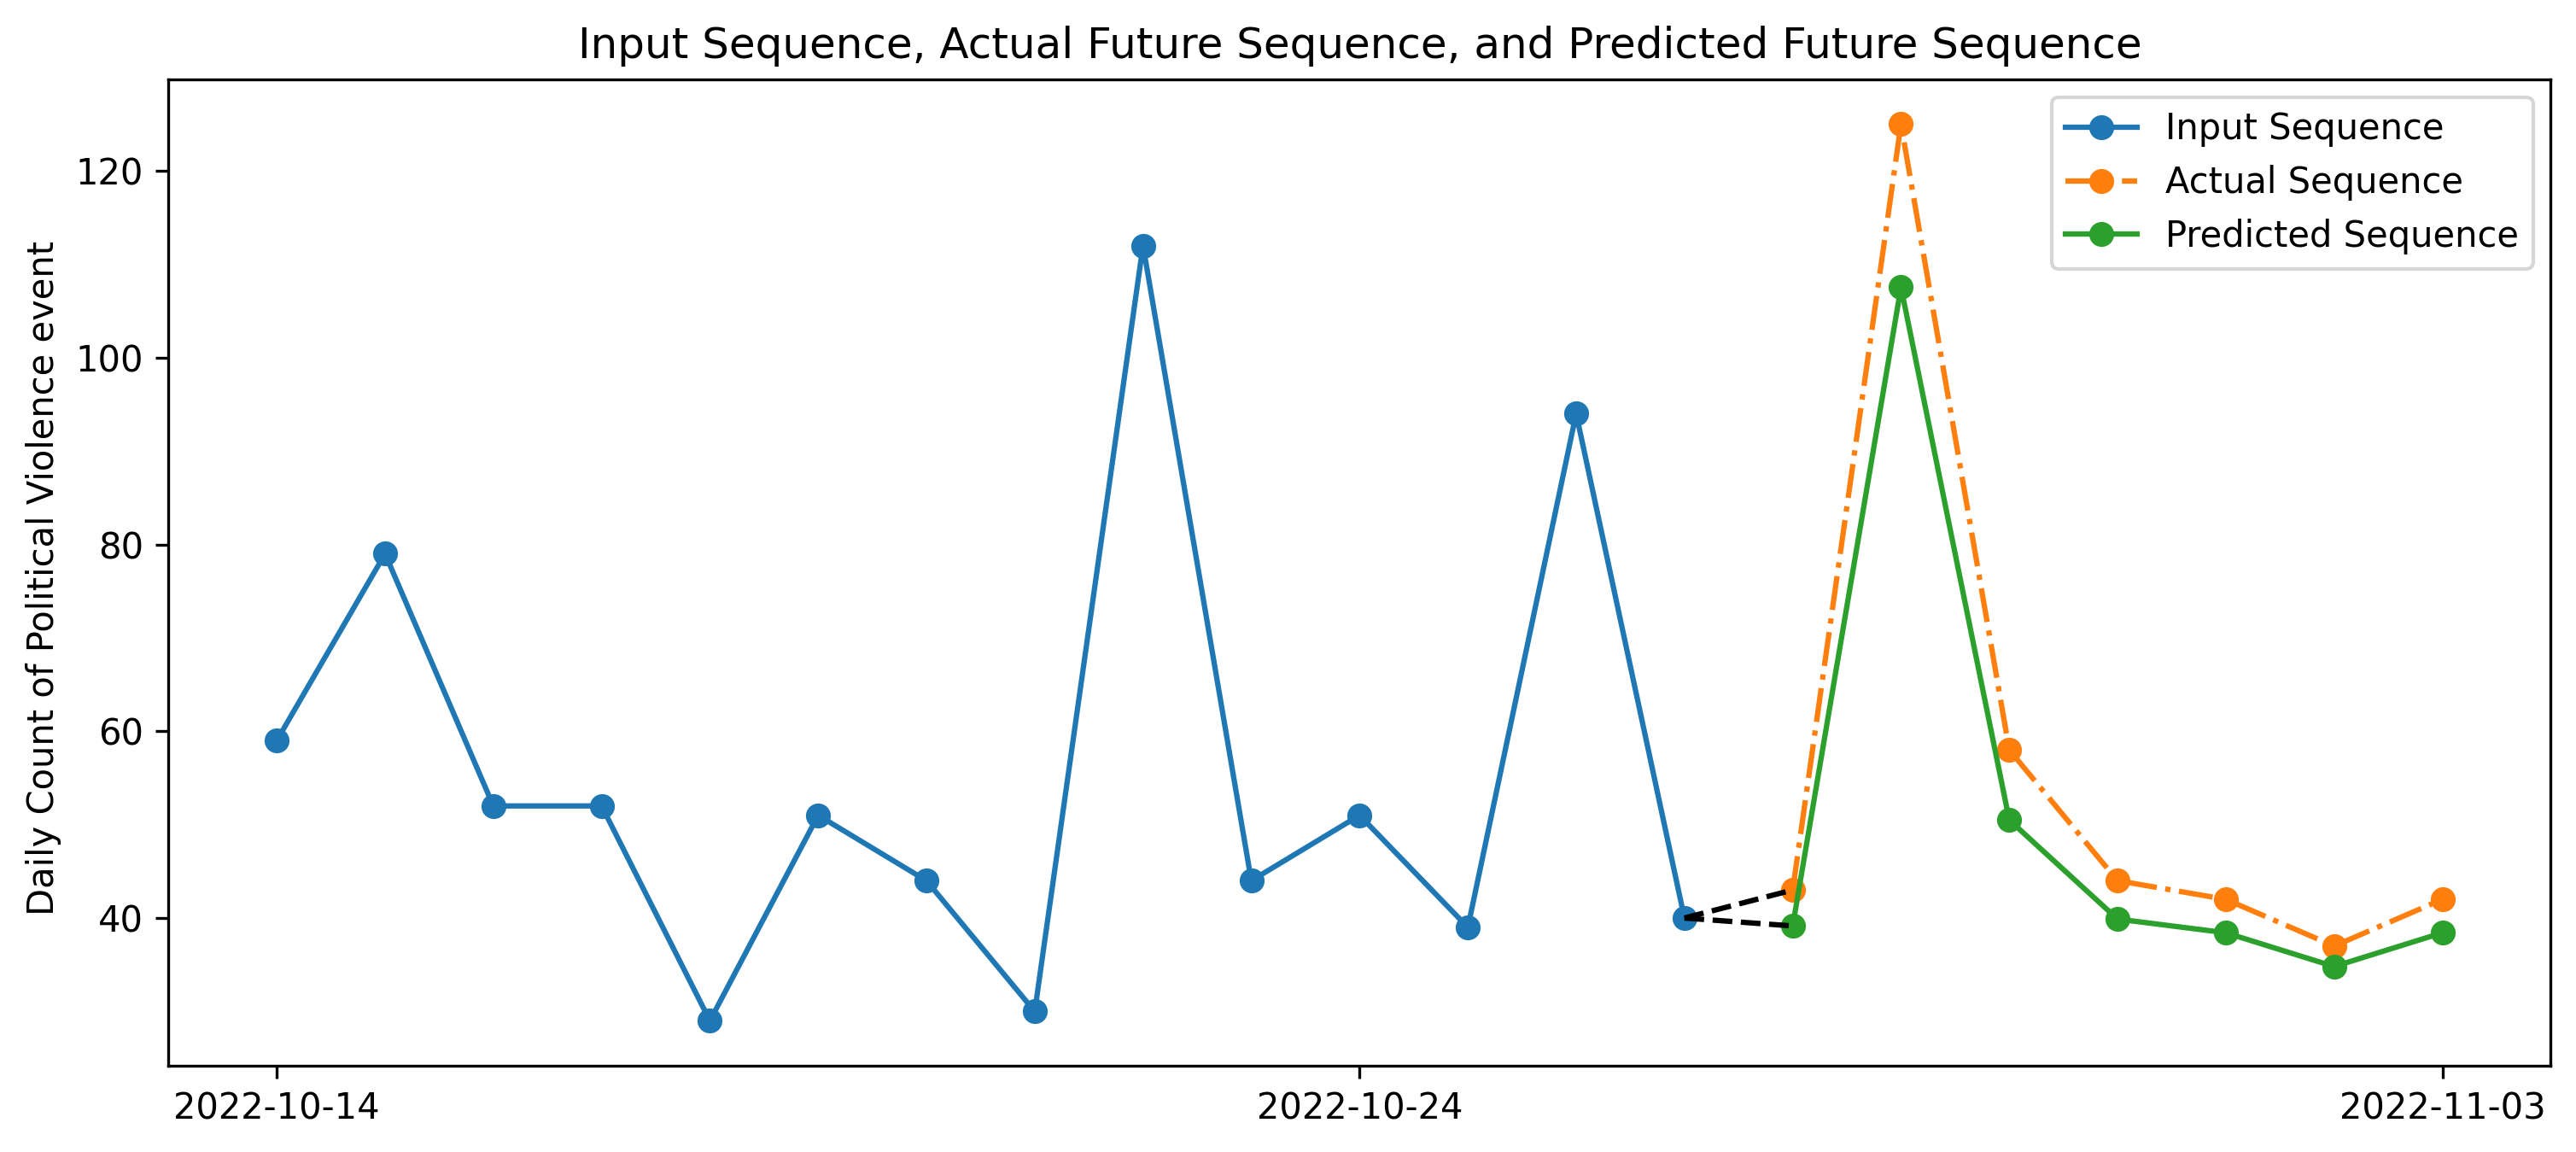 Input Sequence, Actual Future Sequence, and Predicted Future Sequence
Input Sequence
Actual Sequence
Predicted Sequence
Daily Count of Political Violence event
120
100
80
60
40
2022-10-14
2022-10-24
2022-11-03